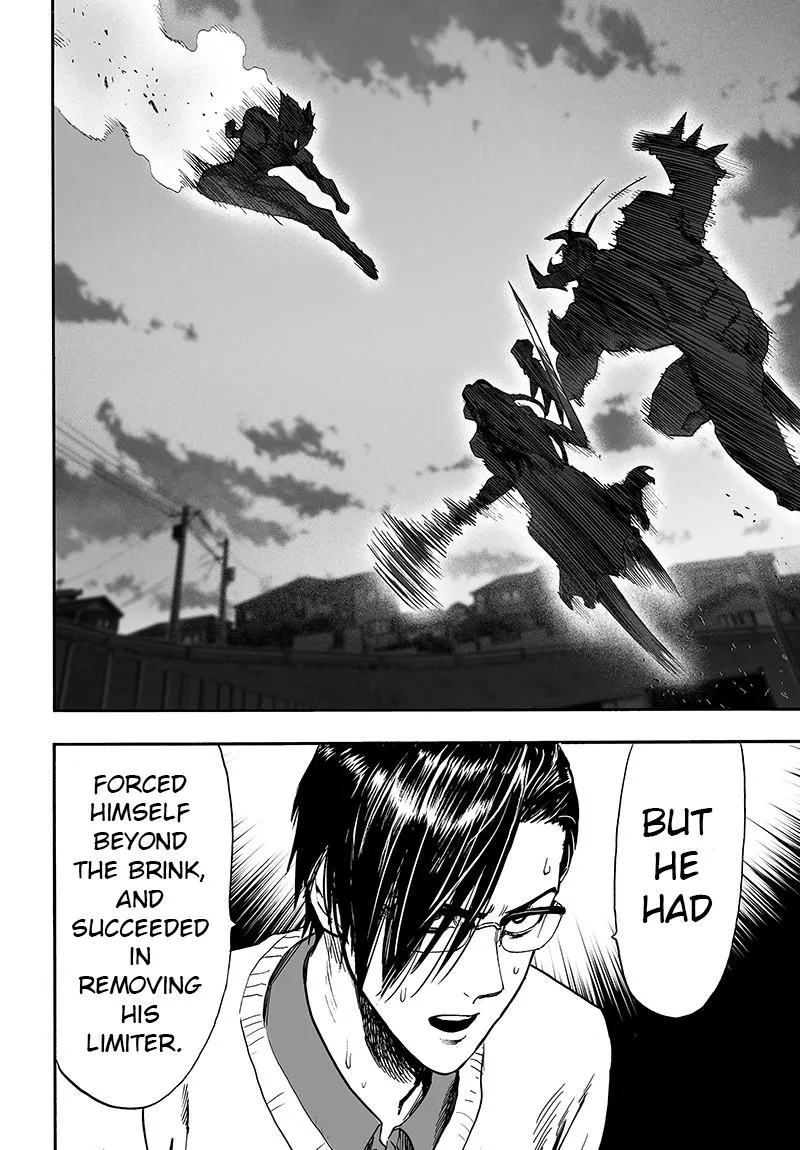 BUT
HE
HAD
FORCED
HIMSELF
BEYOND
THE BRINK,
AND
SUCCEEDED
IN
REMOVING
HIS
LIMITER.